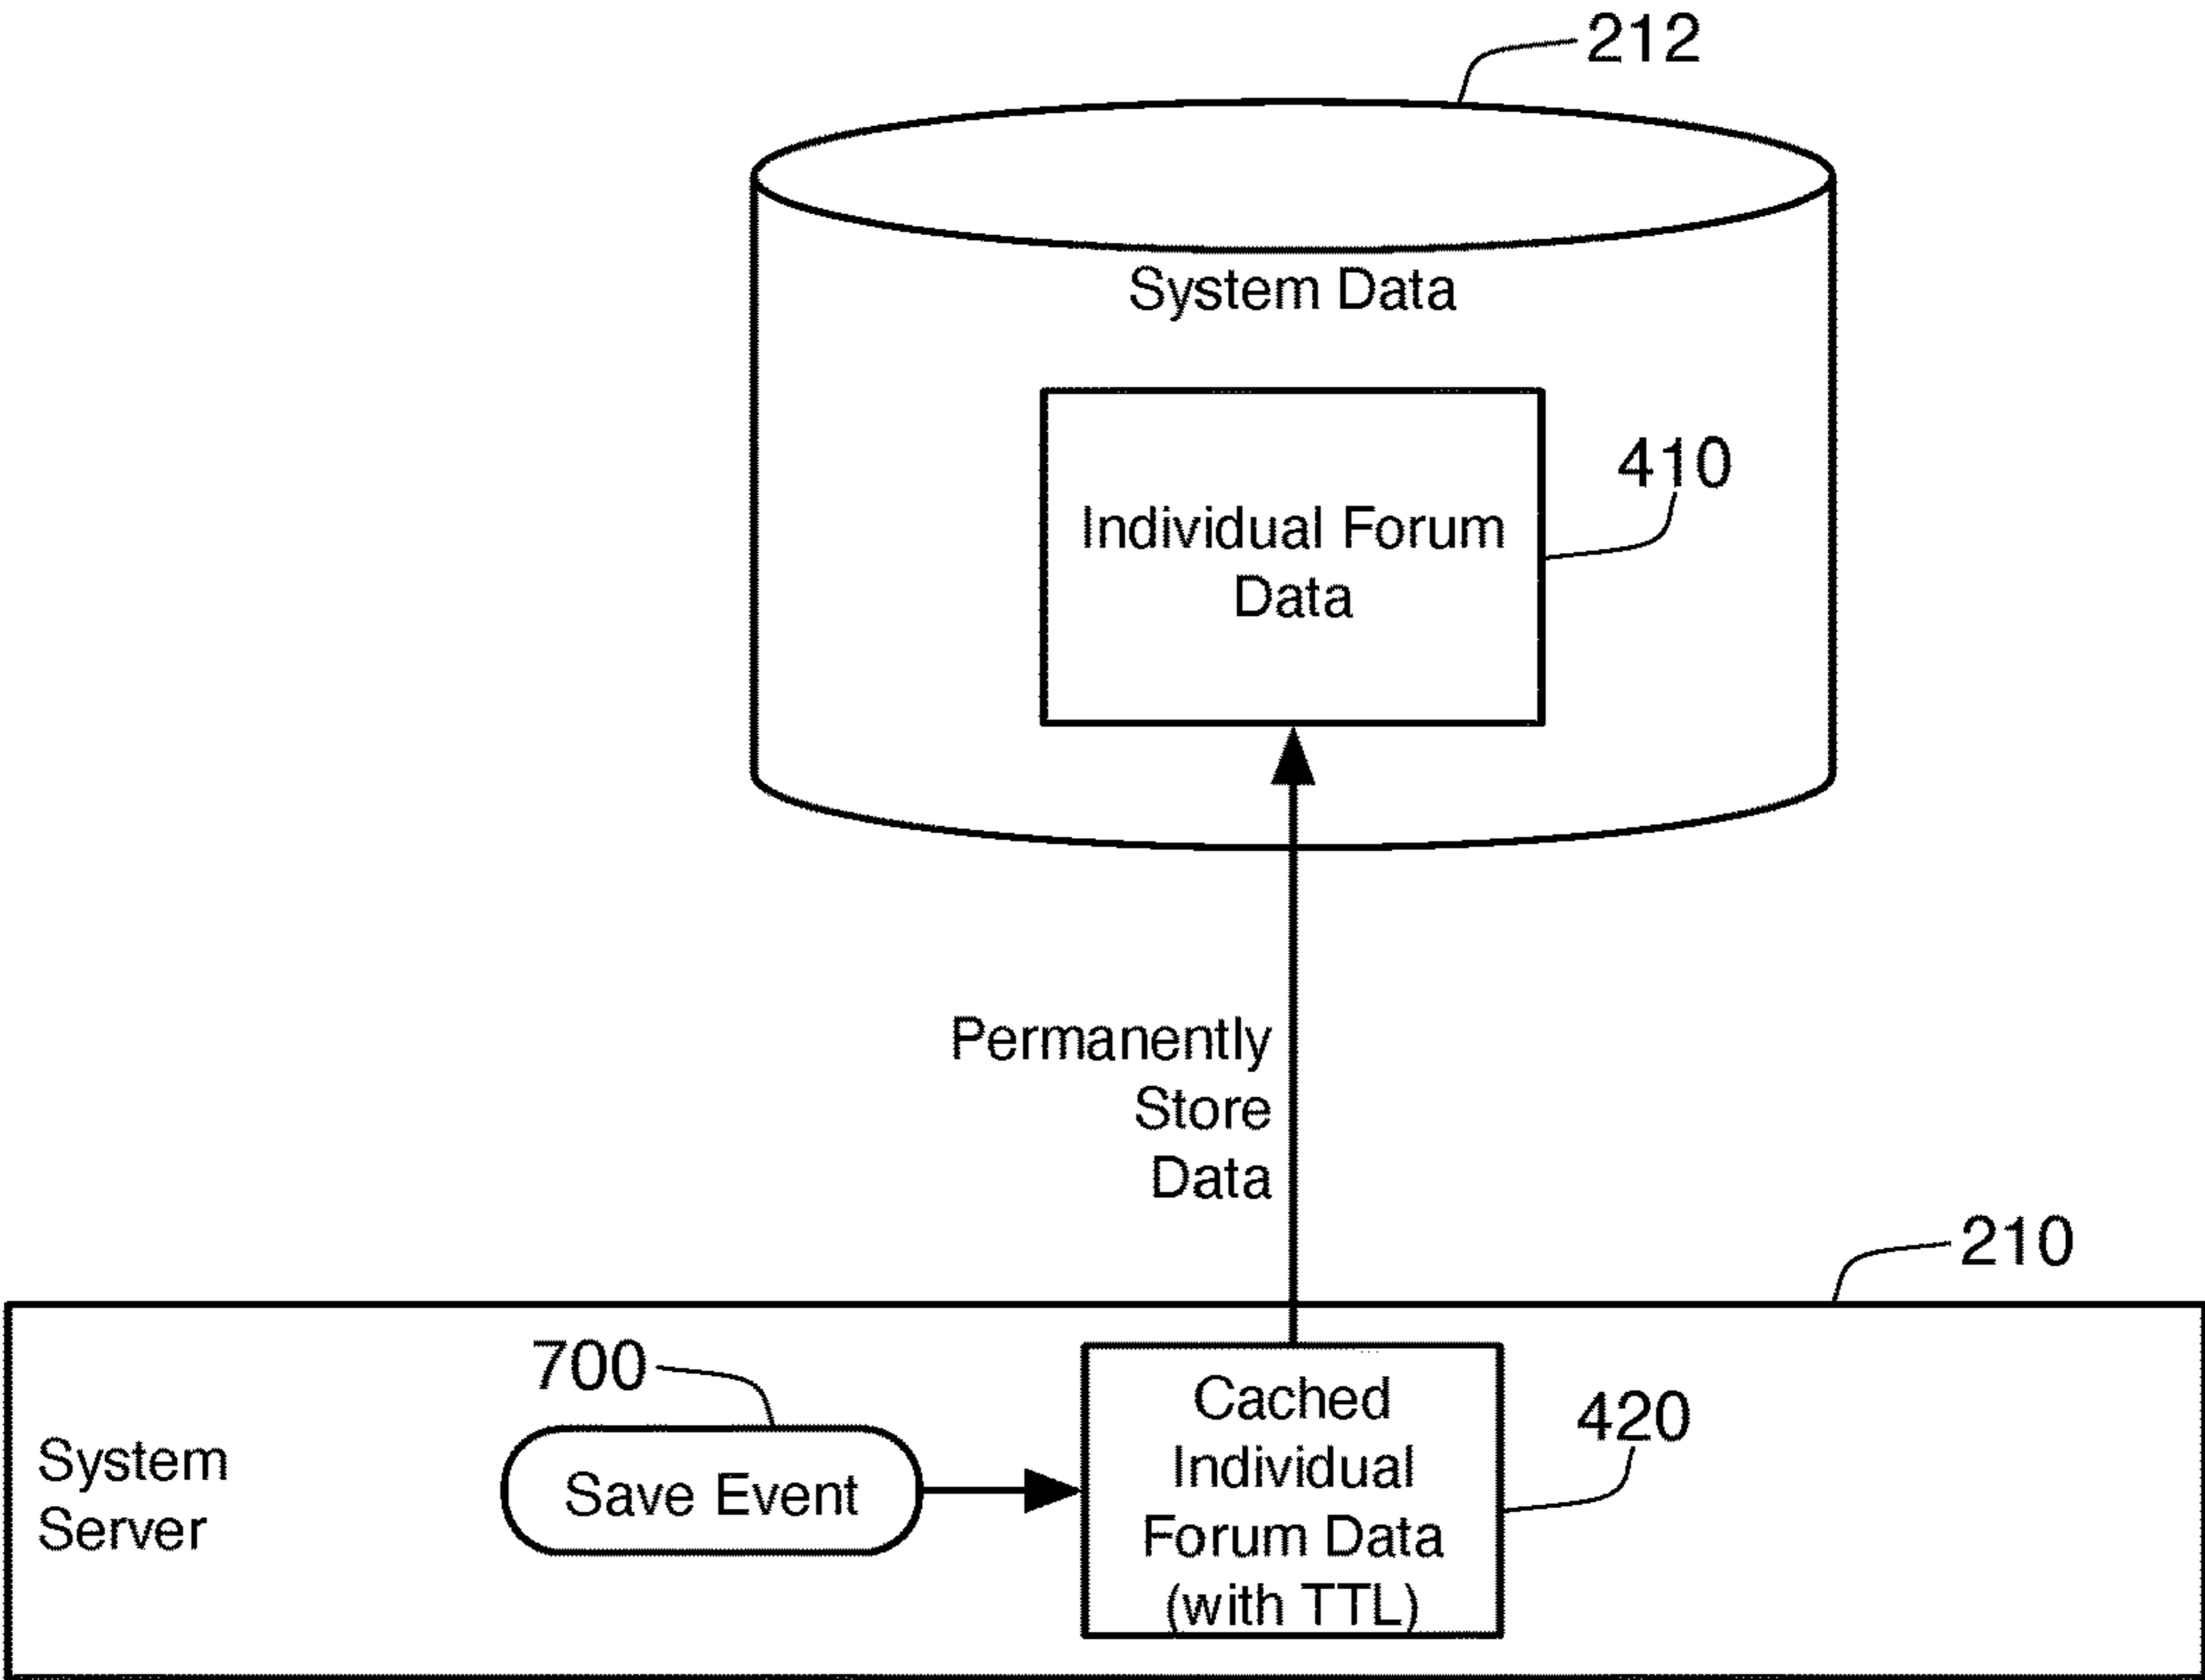 212
System Data
410
Individual Forum
Data
Permanently
Store
Data
210
700
Cached
Individual
Forum Data
(with TTL)
420
System
Server
Save Event